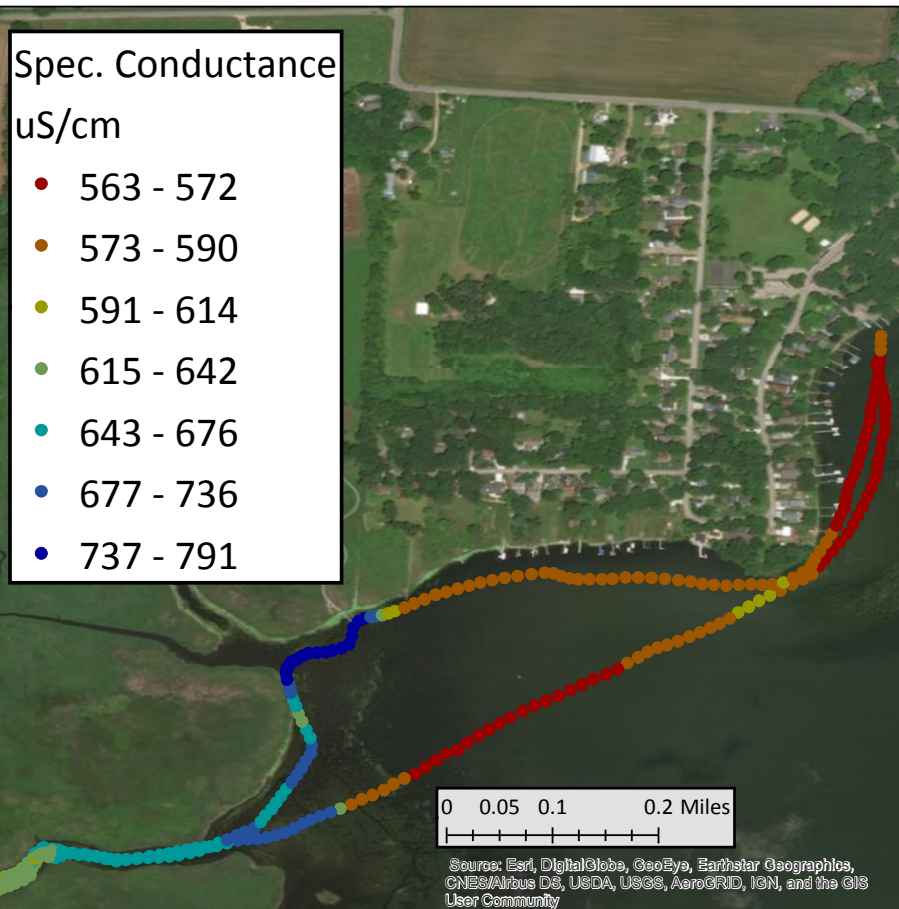 Spec. Conductance
uS/cm
563 - 572
573 - 590
591 - 614
615 - 642
643 - 676
677 - 736
737 - 791
0 0.05 0.1 0.2 Miles
Source: Esri, DigitalGlobe, GeoEye, Earthstar Geographics,
CNES/Airbus DS, USDA, USGS, AeroGRID, IGN, and the GIS
User Community